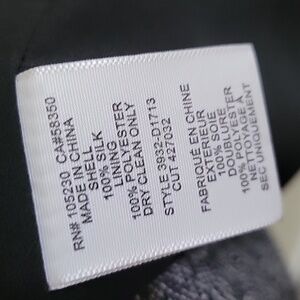 RN# 105230 CA#58350
MADE IN CHINA
SHELL
100% SILK
LINING
100% POLYESTER
DRY CLEAN ONLY
STYLE 3932-D1713
CUT 427032
FABRIQUÉ EN CHINE
EXTERIEUR
100% SOIE
DOUBLURE
100% POLYESTER
NETTOYAGE À
SEC UNIQUEMENT